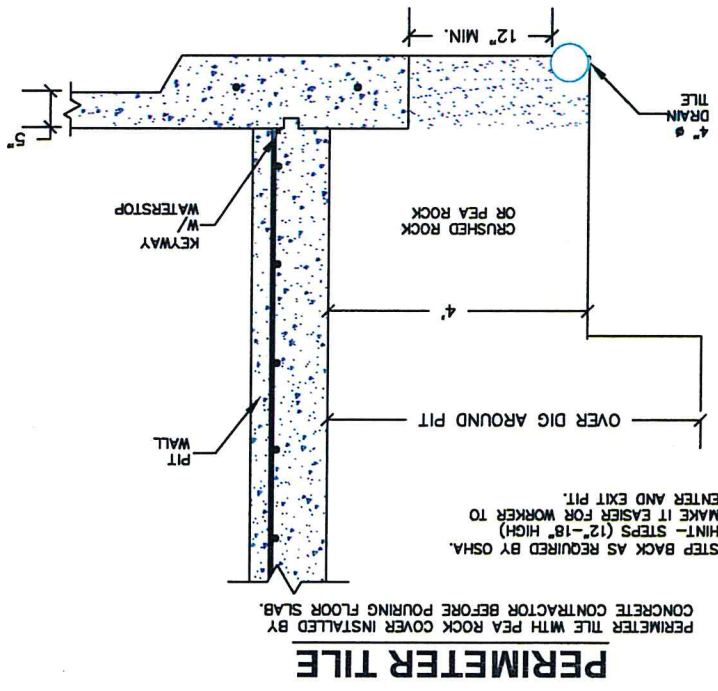 PERIMETER TILE
PERIMETER TILE WITH PEA ROCK COVER INSTALLED BY
CONCRETE CONTRACTOR BEFORE POURING FLOOR SLAB.
STEP BACK AS REQUIRED BY OSHA.
HINT- STEPS (12"-18" HIGH)
MAKE IT EASIER FOR WORKER TO
ENTER AND EXIT PIT.
OVER DIG AROUND PIT
PIT
WALL
4'
CRUSHED ROCK
OR PEA ROCK
KEYWAY
W/
WATERSTOP
4" ø
DRAIN
TILE
12" MIN.
5"